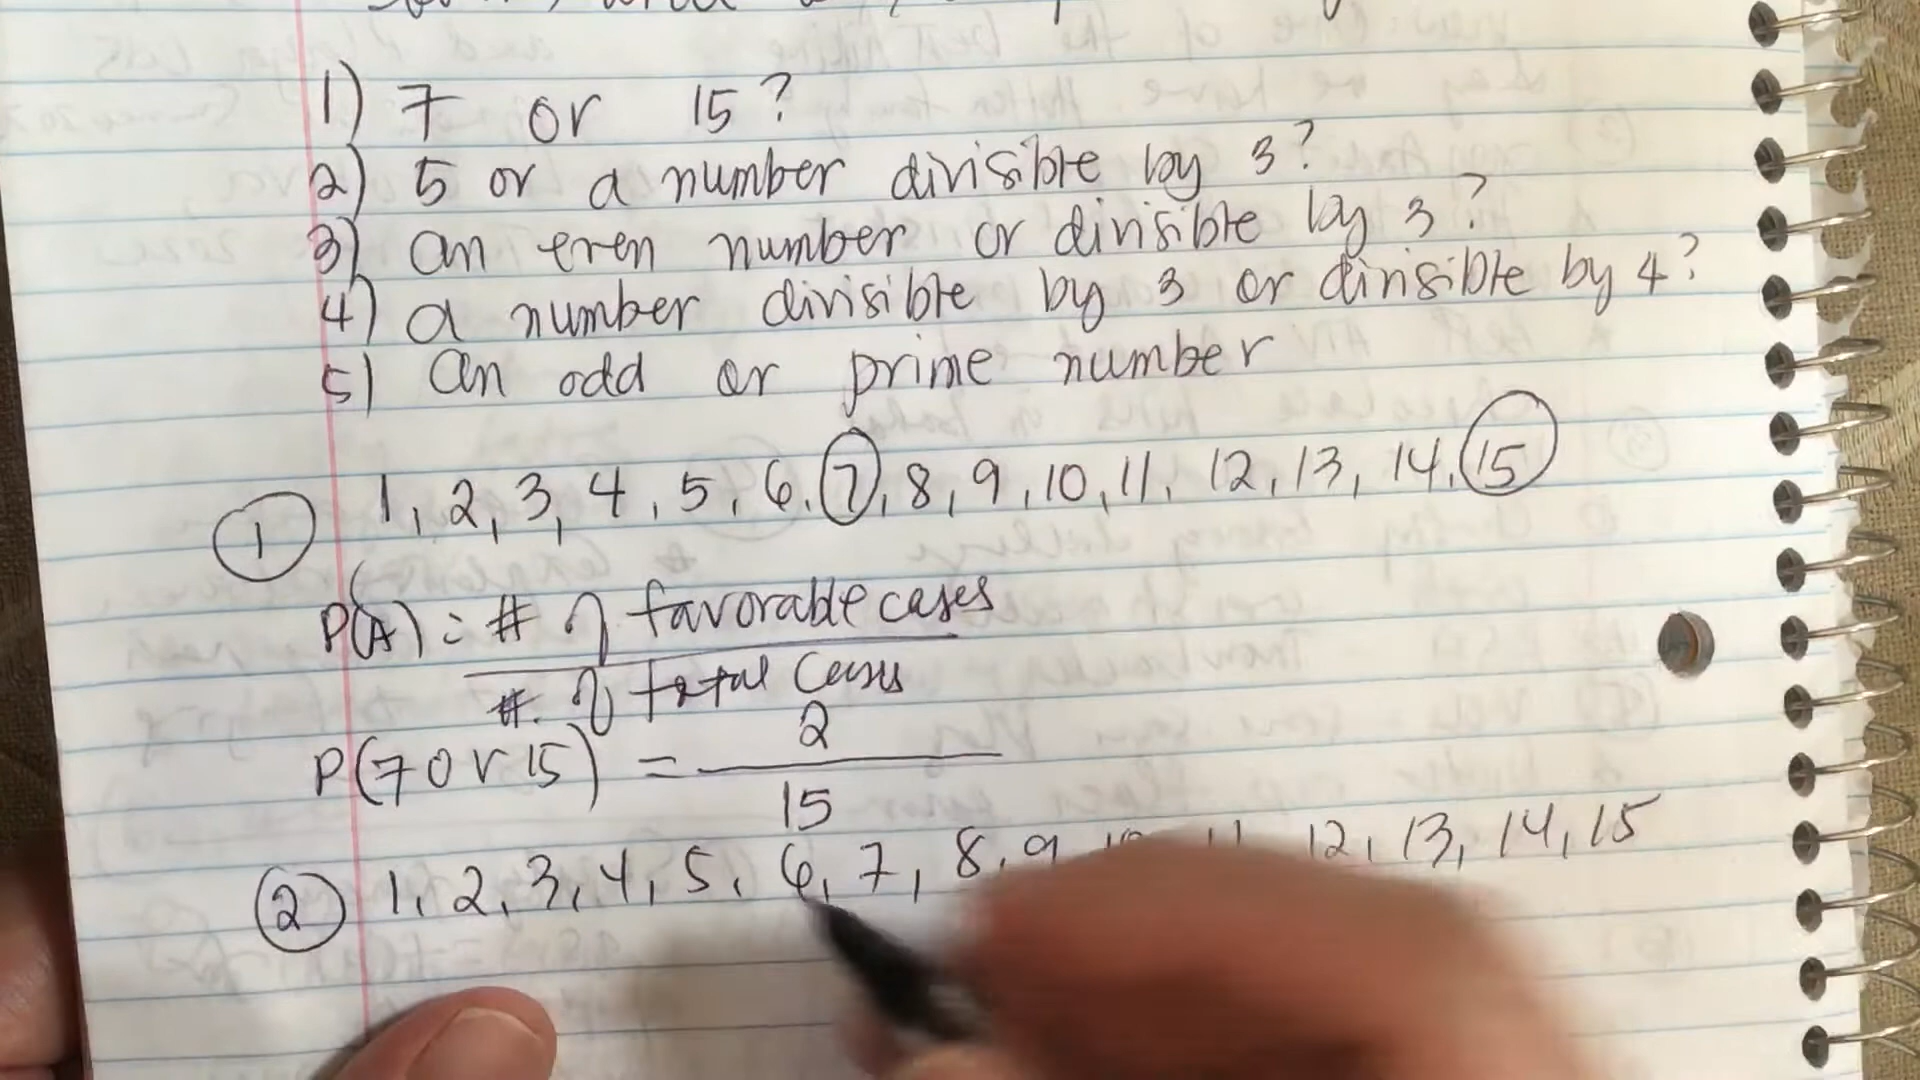 1) 7 or 15?
2) 5 or a number divisible by 3?
3) an even number or divisible by 3?
4) a number divisible by 3 or divisible by 4?
5) an odd or prime number
1 1, 2, 3, 4, 5, 6, 7, 8, 9, 10, 11, 12, 13, 14, 15
P(A) = # of favorable cases
#. of total cases
2
P(7 or 15) =
15
2 1, 2, 3, 4, 5, 6, 7, 8, 9 12, 13, 14, 15